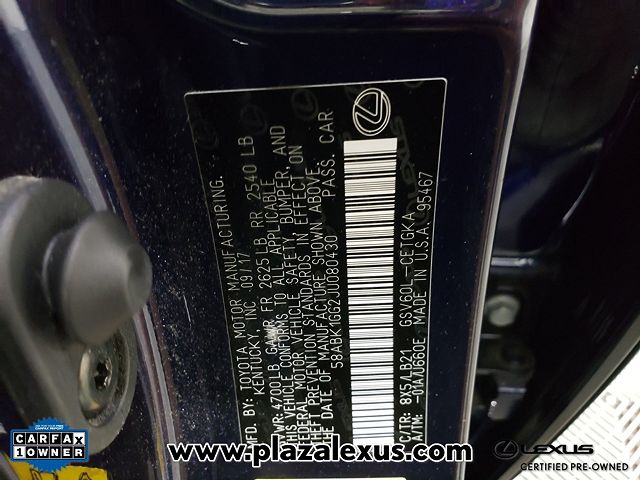 MFD. BY: TOYOTA MOTOR MANUFACTURING,
KENTUCKY, INC 09/17
GVWR 4700LB GAWR FR 2625LB RR 2540 LB
THIS VEHICLE CONFORMS TO ALL APPLICABLE
FEDERAL MOTOR VEHICLE SAFETY, BUMPER, AND
THEFT PREVENTION STANDARDS IN EFFECT ON
THE DATE OF MANUFACTURE SHOWN ABOVE.
58ABK1GG2JU080430 PASS. CAR
C/TR: 8X5/LB21 GSV60L-CETGKA
A/TM: -01A/U660E MADE IN U.S.A. 95467
CARFAX
1 OWNER
www.plazalexus.com
LEXUS
CERTIFIED PRE-OWNED